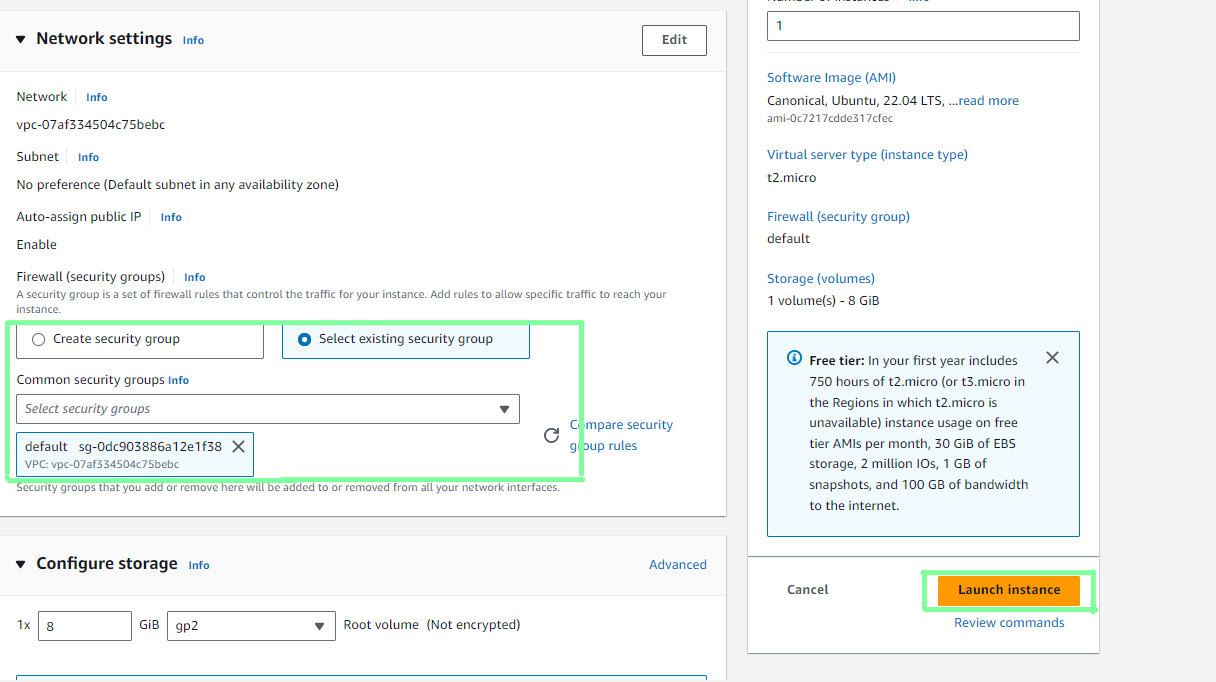 Network settings Info
Edit
Network Info
vpc-07af334504c75bebc
Subnet Info
No preference (Default subnet in any availability zone)
Auto-assign public IP Info
Enable
Firewall (security groups) Info
A security group is a set of firewall rules that control the traffic for your instance. Add rules to allow specific traffic to reach your
instance.
Create security group
Select existing security group
Common security groups Info
Select security groups
default sg-0dc903886a12e1f38
VPC: vpc-07af334504c75bebc
Compare security
group rules
Security groups that you add or remove here will be added to or removed from all your network interfaces.
Configure storage Info
Advanced
1x
8
GiB
gp2
Root volume (Not encrypted)
1
Software Image (AMI)
Canonical, Ubuntu, 22.04 LTS, ...read more
ami-0c7217cdde317cfec
Virtual server type (instance type)
t2.micro
Firewall (security group)
default
Storage (volumes)
1 volume(s) - 8 GiB
Free tier: In your first year includes
750 hours of t2.micro (or t3.micro in
the Regions in which t2.micro is
unavailable) instance usage on free
tier AMIs per month, 30 GiB of EBS
storage, 2 million IOs, 1 GB of
snapshots, and 100 GB of bandwidth
to the internet.
Cancel
Launch instance
Review commands